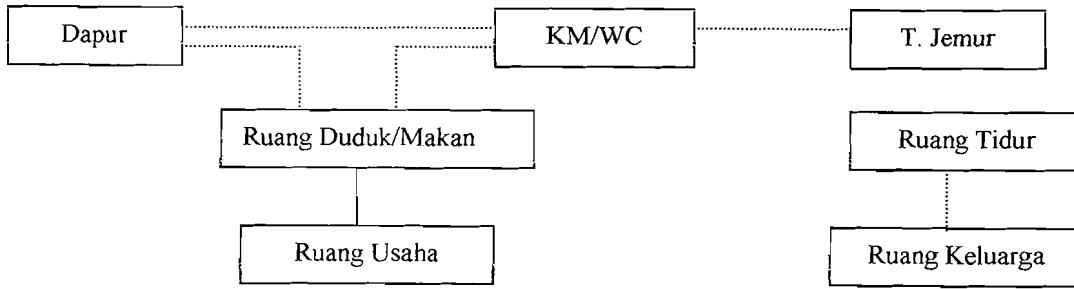 Dapur
KM/WC
T. Jemur
Ruang Duduk/Makan
Ruang Tidur
Ruang Usaha
Ruang Keluarga